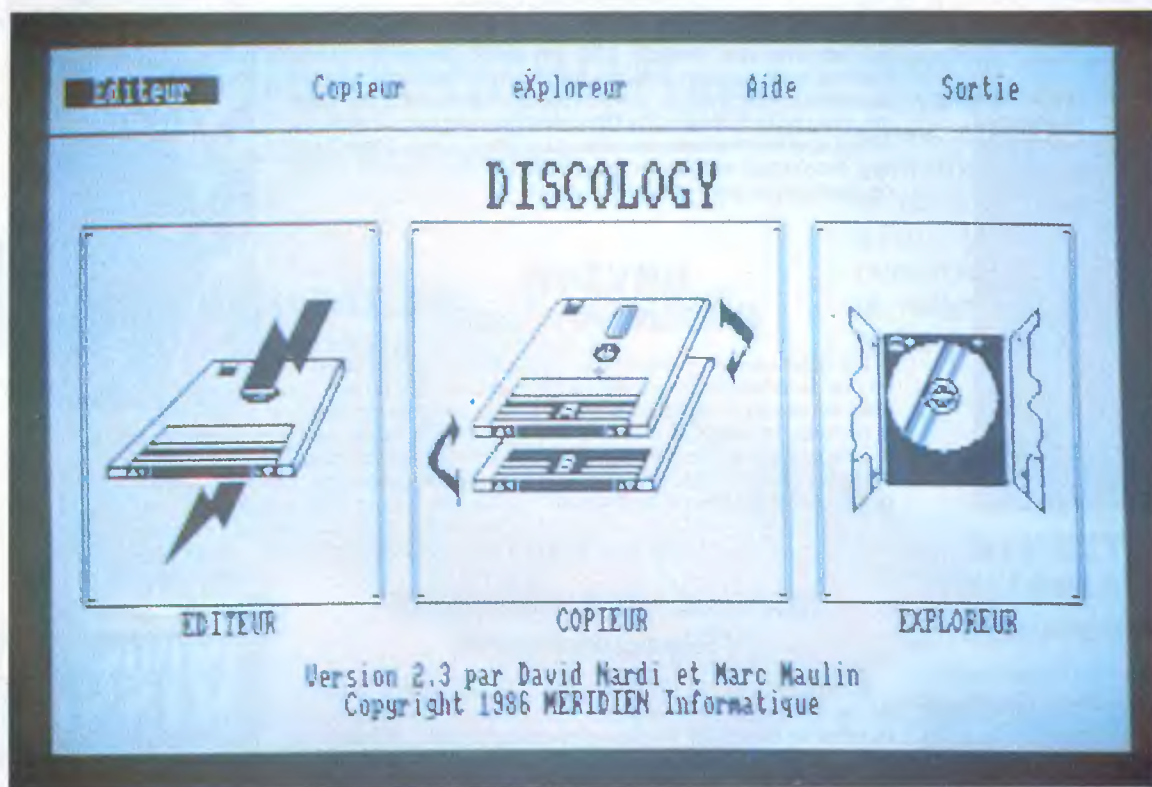 Editeur Copieur eXploreur Aide Sortie
DISCOLOGY
A
B
EDITEUR COPIEUR EXPLOREUR
Version 2.3 par David Nardi et Marc Maulin
Copyright 1986 MERIDIEN Informatique